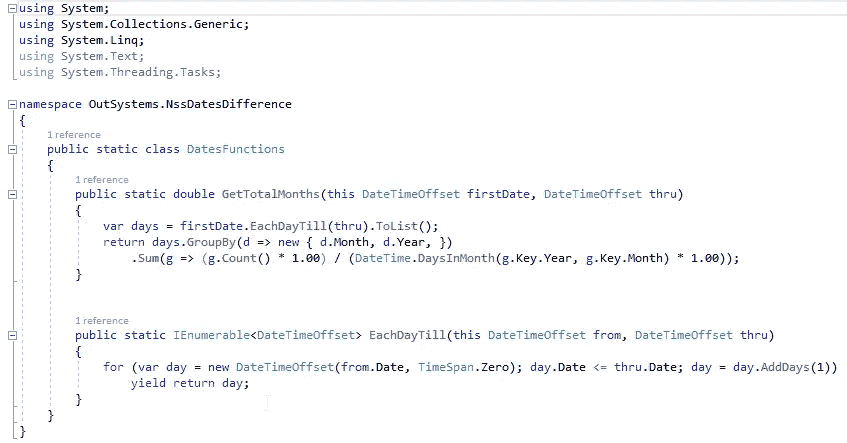 using System;
using System.Collections.Generic;
using System.Linq;
using System.Text;
using System.Threading.Tasks;
namespace OutSystems.NssDatesDifference
{
1 reference
public static class DatesFunctions
{
1 reference
public static double GetTotalMonths(this DateTimeOffset firstDate, DateTimeOffset thru)
{
var days = firstDate.EachDayTill(thru).ToList();
return days.GroupBy(d => new { d.Month, d.Year, })
.Sum(g => (g.Count() * 1.00) / (DateTime.DaysInMonth(g.Key.Year, g.Key.Month) * 1.00));
}
1 reference
public static IEnumerable<DateTimeOffset> EachDayTill(this DateTimeOffset from, DateTimeOffset thru)
{
for (var day = new DateTimeOffset(from.Date, TimeSpan.Zero); day.Date <= thru.Date; day = day.AddDays(1))
yield return day;
}
}
}